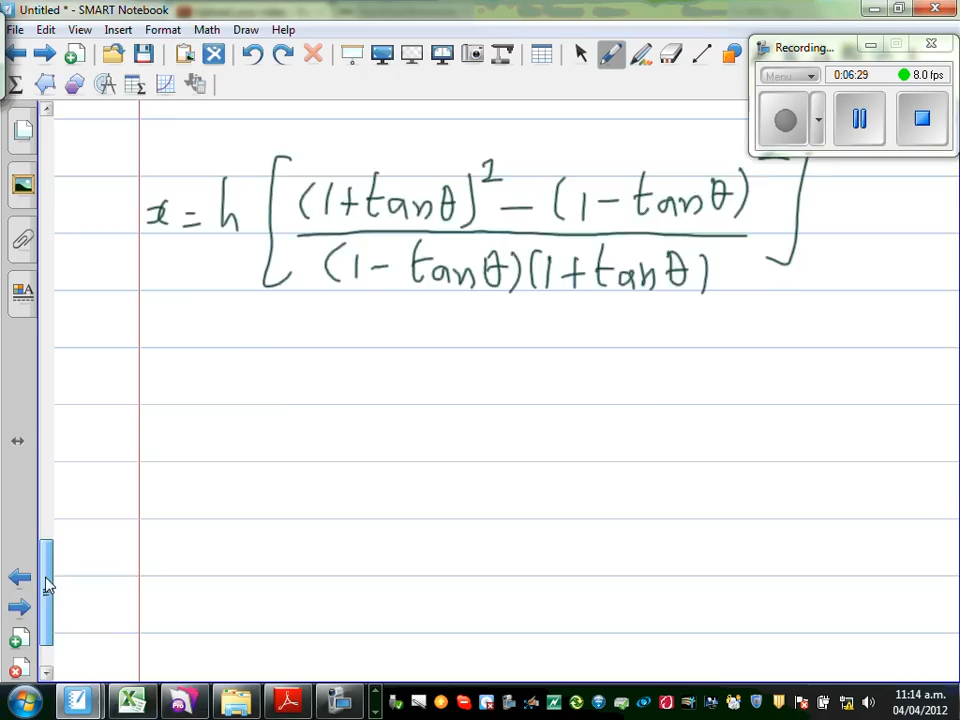 Untitled * - SMART Notebook
File Edit View Insert Format Math Draw Help
Recording...
Menu 0:06:29 8.0 fps
x = h [ (1+tanθ)² - (1-tanθ)
(1-tanθ)(1+tanθ) ]
11:14 a.m.
04/04/2012